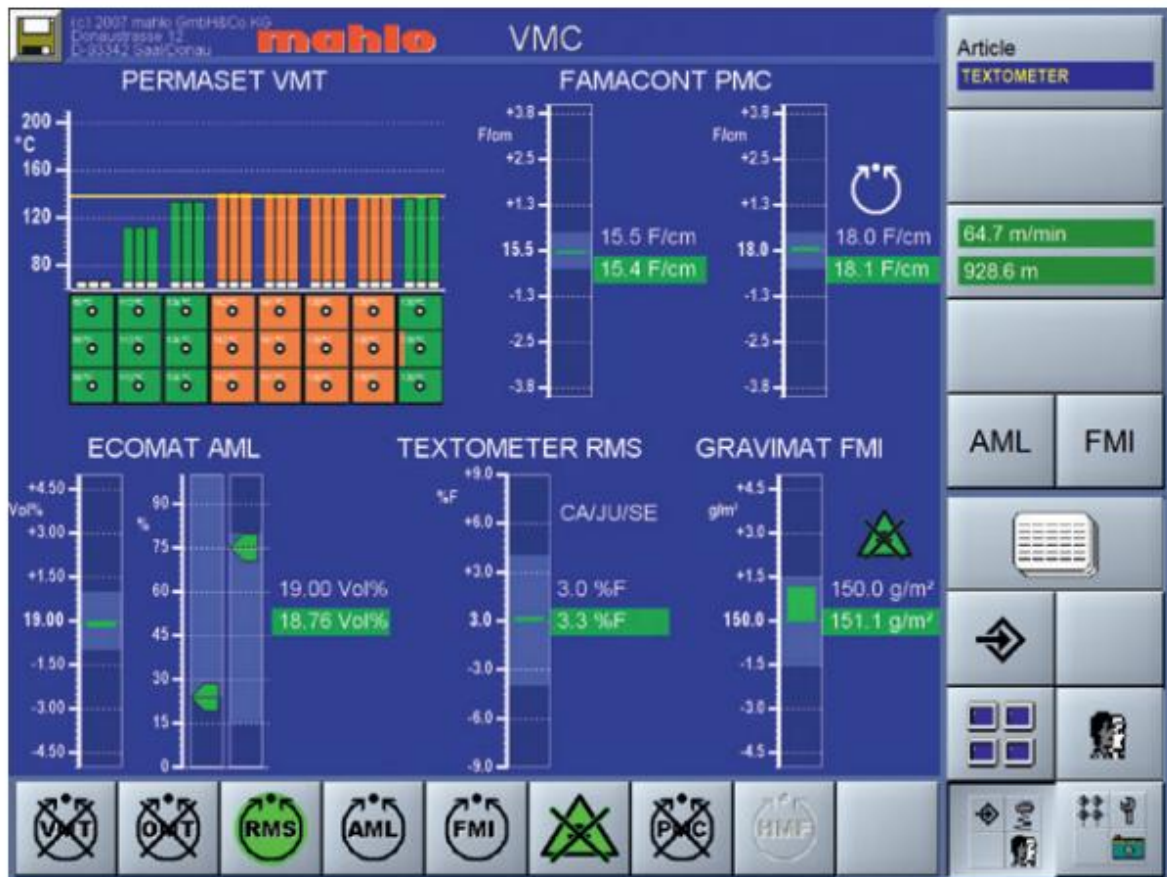 (c) 2007 mahlo GmbH&Co KG
Donaustrasse 12
D-93342 Saal/Donau
mahlo
VMC
Article
TEXTOMETER
PERMASET VMT
FAMACONT PMC
200
°C
160
120
80
+3.8
F/cm
+2.5
+1.3
15.5
-1.3
-2.5
-3.8
15.5 F/cm
15.4 F/cm
+3.8
F/cm
+2.5
+1.3
18.0
-1.3
-2.5
-3.8
18.0 F/cm
18.1 F/cm
64.7 m/min
928.6 m
AML
FMI
ECOMAT AML
TEXTOMETER RMS
GRAVIMAT FMI
+4.50
Vol%
+3.00
+1.50
19.00
-1.50
-3.00
-4.50
90
%
75
60
45
30
15
0
19.00 Vol%
18.76 Vol%
+9.0
%F
+6.0
+3.0
3.0
-3.0
-6.0
-9.0
CA/JU/SE
3.0 %F
3.3 %F
+4.5
g/m²
+3.0
+1.5
150.0
-1.5
-3.0
-4.5
150.0 g/m²
151.1 g/m²
VMT
OMT
RMS
AML
FMI
PMC
HMF